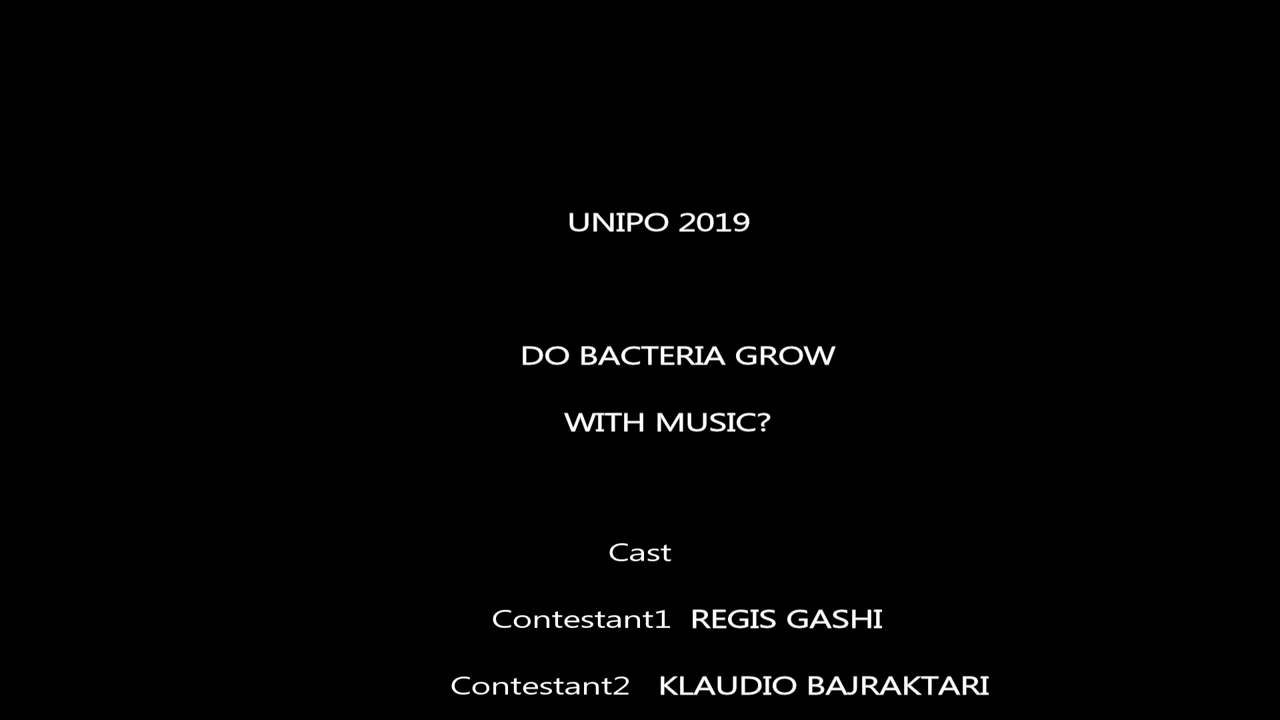 UNIPO 2019
DO BACTERIA GROW
WITH MUSIC?
Cast
Contestant1 REGIS GASHI
Contestant2 KLAUDIO BAJRAKTARI